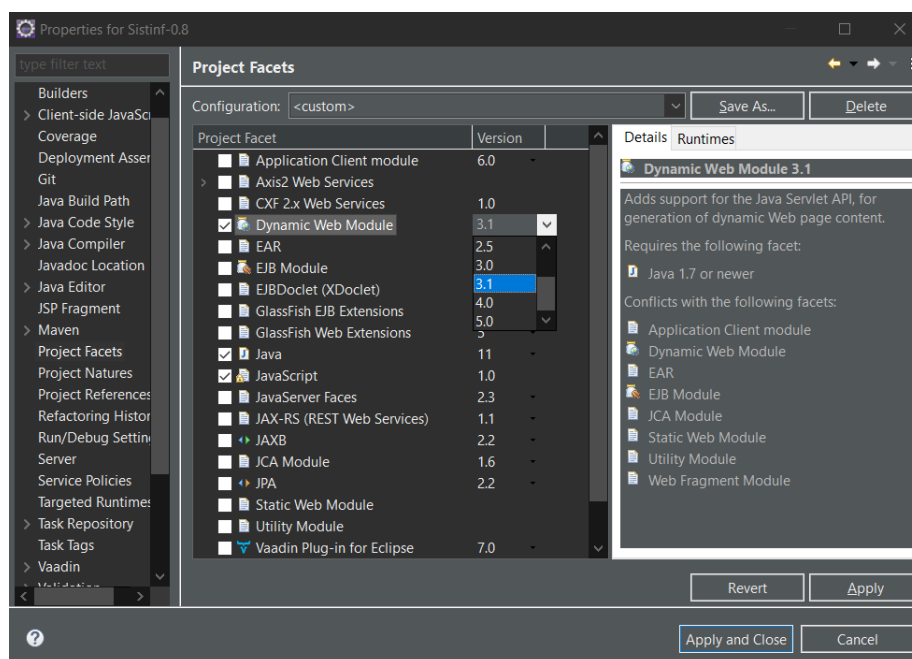 Properties for Sistinf-0.8
type filter text
Builders
Client-side JavaScr
Coverage
Deployment Asser
Git
Java Build Path
Java Code Style
Java Compiler
Javadoc Location
Java Editor
JSP Fragment
Maven
Project Facets
Project Natures
Project References
Refactoring Histor
Run/Debug Settin
Server
Service Policies
Targeted Runtimes
Task Repository
Task Tags
Vaadin
Validation
Project Facets
Configuration: <custom> Save As... Delete
Project Facet Version
Application Client module 6.0
Axis2 Web Services
CXF 2.x Web Services 1.0
Dynamic Web Module 3.1
EAR
EJB Module
EJBDoclet (XDoclet)
GlassFish EJB Extensions
GlassFish Web Extensions
2.5
3.0
3.1
4.0
5.0
Java 11
JavaScript 1.0
JavaServer Faces 2.3
JAX-RS (REST Web Services) 1.1
JAXB 2.2
JCA Module 1.6
JPA 2.2
Static Web Module
Utility Module
Vaadin Plug-in for Eclipse 7.0
Details Runtimes
Dynamic Web Module 3.1
Adds support for the Java Servlet API, for
generation of dynamic Web page content.
Requires the following facet:
Java 1.7 or newer
Conflicts with the following facets:
Application Client module
Dynamic Web Module
EAR
EJB Module
JCA Module
Static Web Module
Utility Module
Web Fragment Module
Revert Apply
Apply and Close Cancel